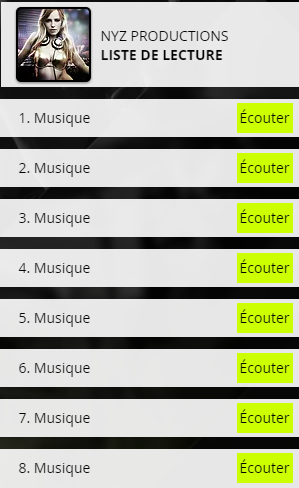 NYZ PRODUCTIONS
LISTE DE LECTURE
1. Musique Écouter
2. Musique Écouter
3. Musique Écouter
4. Musique Écouter
5. Musique Écouter
6. Musique Écouter
7. Musique Écouter
8. Musique Écouter